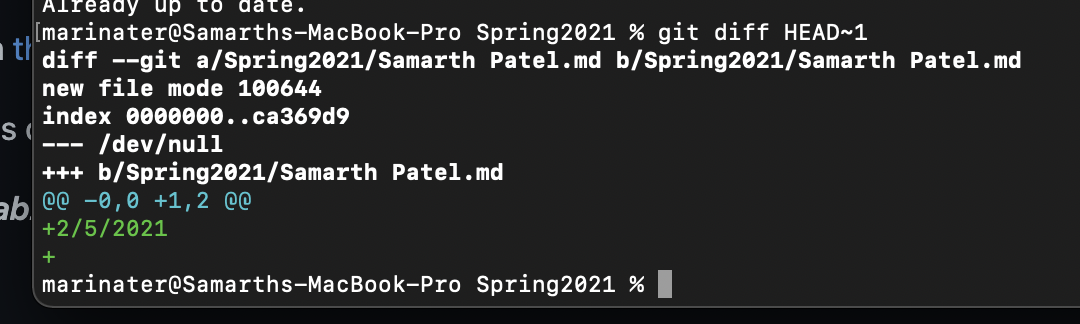 Already up to date.
[marinater@Samarths-MacBook-Pro Spring2021 % git diff HEAD~1
diff --git a/Spring2021/Samarth Patel.md b/Spring2021/Samarth Patel.md
new file mode 100644
index 0000000..ca369d9
--- /dev/null
+++ b/Spring2021/Samarth Patel.md
@@ -0,0 +1,2 @@
+2/5/2021
+
marinater@Samarths-MacBook-Pro Spring2021 %